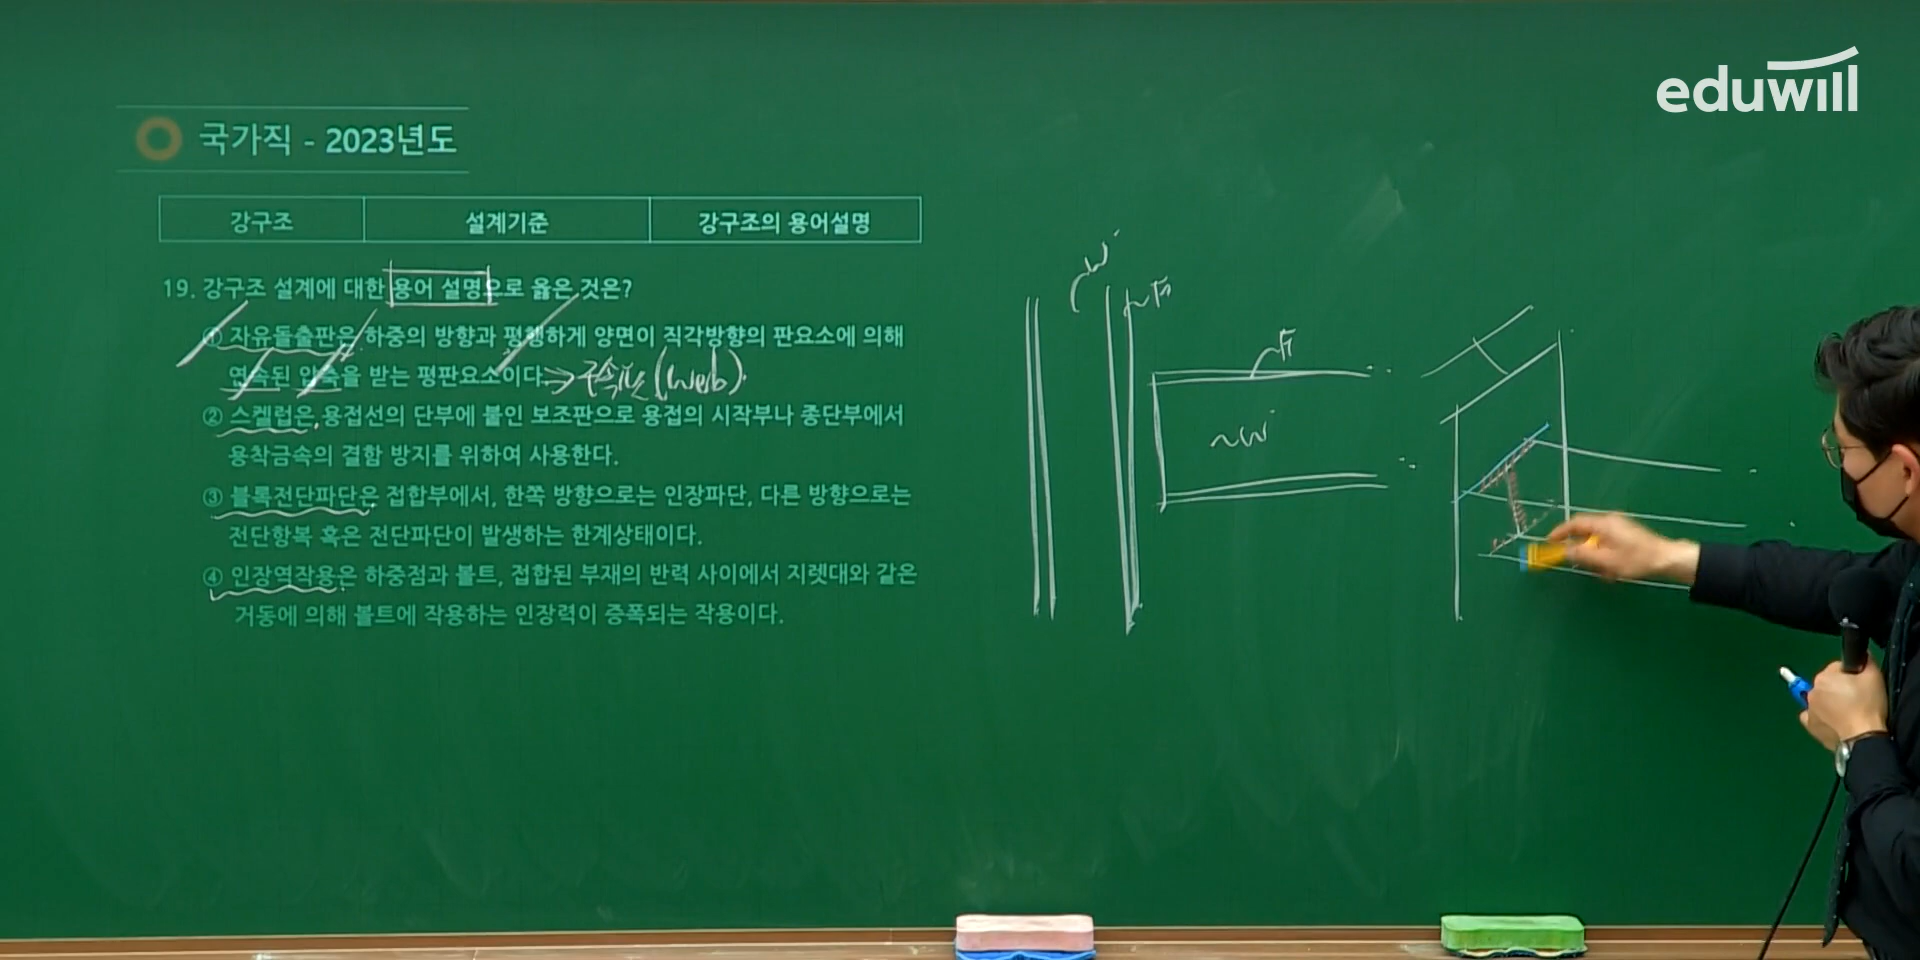 eduwill
국가직 - 2023년도
강구조 설계기준 강구조의 용어설명
19. 강구조 설계에 대한 용어 설명으로 옳은 것은?
① 자유돌출판은 하중의 방향과 평행하게 양면이 직각방향의 판요소에 의해
연속된 압축을 받는 평판요소이다.
⇒ 구속판 (Web).
② 스켈럽은 용접선의 단부에 붙인 보조판으로 용접의 시작부나 종단부에서
용착금속의 결함 방지를 위하여 사용한다.
③ 블록전단파단은 접합부에서, 한쪽 방향으로는 인장파단, 다른 방향으로는
전단항복 혹은 전단파단이 발생하는 한계상태이다.
④ 인장역작용은 하중점과 볼트, 접합된 부재의 반력 사이에서 지렛대와 같은
거동에 의해 볼트에 작용하는 인장력이 증폭되는 작용이다.
W
F
F
W